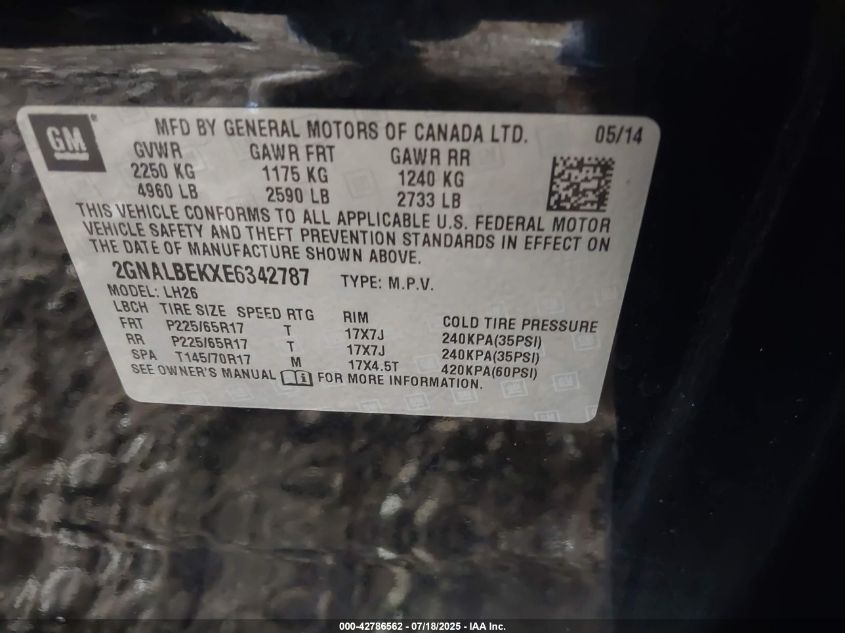 GM MFD BY GENERAL MOTORS OF CANADA LTD. 05/14
GVWR GAWR FRT GAWR RR
2250 KG 1175 KG 1240 KG
4960 LB 2590 LB 2733 LB
THIS VEHICLE CONFORMS TO ALL APPLICABLE U.S. FEDERAL MOTOR
VEHICLE SAFETY AND THEFT PREVENTION STANDARDS IN EFFECT ON
THE DATE OF MANUFACTURE SHOWN ABOVE.
2GNALBEKXE6342787 TYPE: M.P.V.
MODEL: LH26
LBCH TIRE SIZE SPEED RTG RIM COLD TIRE PRESSURE
FRT P225/65R17 T 17X7J 240KPA(35PSI)
RR P225/65R17 T 17X7J 240KPA(35PSI)
SPA T145/70R17 M 17X4.5T 420KPA(60PSI)
SEE OWNER'S MANUAL i FOR MORE INFORMATION.
000-42786562 - 07/18/2025 - IAA Inc.